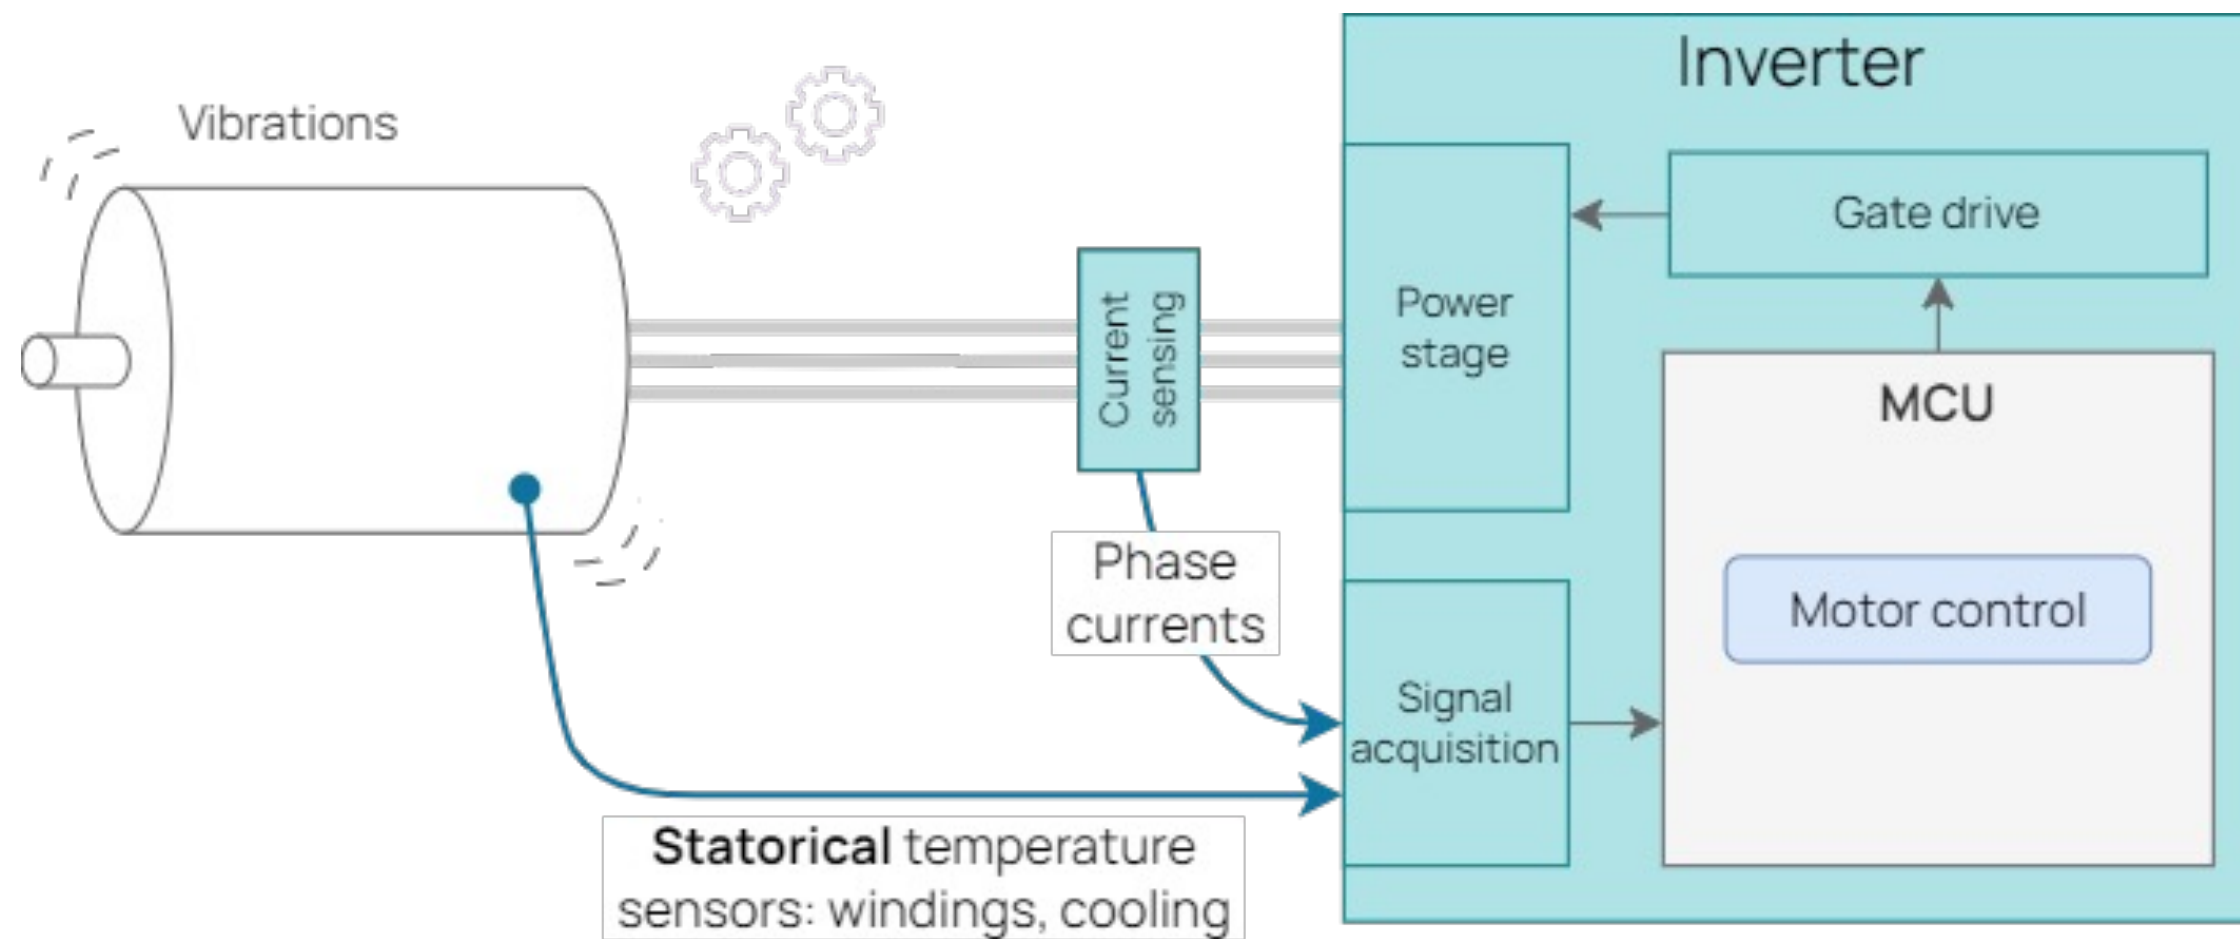 Inverter
Vibrations
Gate drive
Current
sensing
Power
stage
MCU
Phase
currents
Motor control
Signal
acquisition
Statorical temperature
sensors: windings, cooling